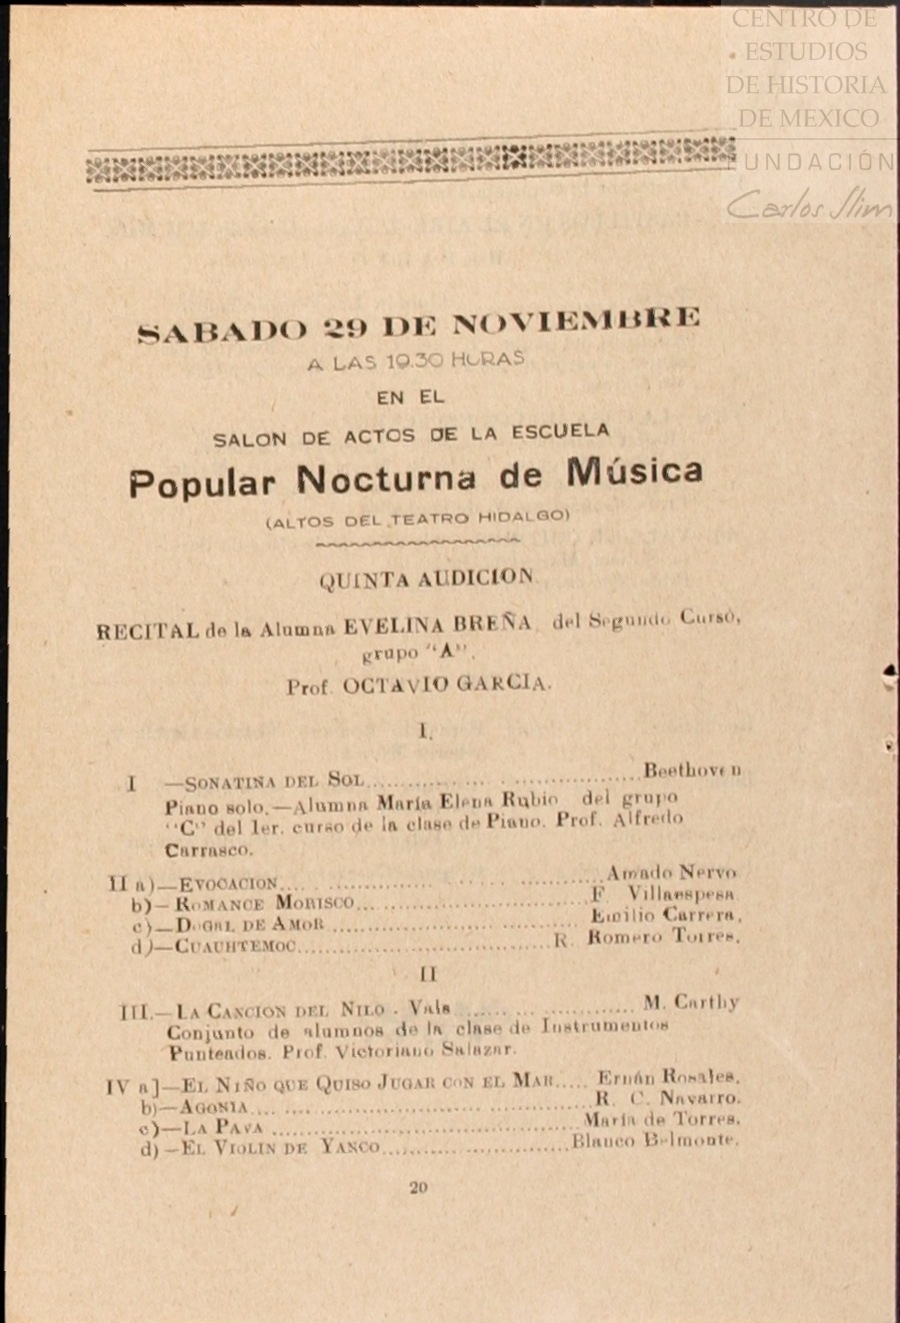 CENTRO DE
ESTUDIOS
DE HISTORIA
DE MEXICO
FUNDACIÓN
Carlos Slim
SABADO 29 DE NOVIEMBRE
A LAS 19.30 HORAS
EN EL
SALON DE ACTOS DE LA ESCUELA
Popular Nocturna de Música
(ALTOS DEL TEATRO HIDALGO)
QUINTA AUDICION
RECITAL de la Alumna EVELINA BREÑA del Segundo Curso,
grupo "A".
Prof. OCTAVIO GARCIA.
I.
I —SONATINA DEL SOL.......... Beethoven
Piano solo.—Alumna María Elena Rubio del grupo
"C" del 1er. curso de la clase de Piano. Prof. Alfredo
Carrasco.
II a)—EVOCACION.......... Amado Nervo
b)—ROMANCE MORISCO.......... F. Villaespesa
c)—DOGAL DE AMOR.......... Emilio Carrera,
d)—CUAUHTEMOC.......... R. Romero Torres.
II
III.—LA CANCION DEL NILO - Vals.......... M. Carthy
Conjunto de alumnos de la clase de Instrumentos
Punteados. Prof. Victoriano Salazar.
IV a]—EL NIÑO QUE QUISO JUGAR CON EL MAR..... Ernán Rosales.
b)—AGONIA.......... R. C. Navarro.
c)—LA PAVA.......... María de Torres.
d)—EL VIOLIN DE YANCO.......... Blanco Belmonte.
20